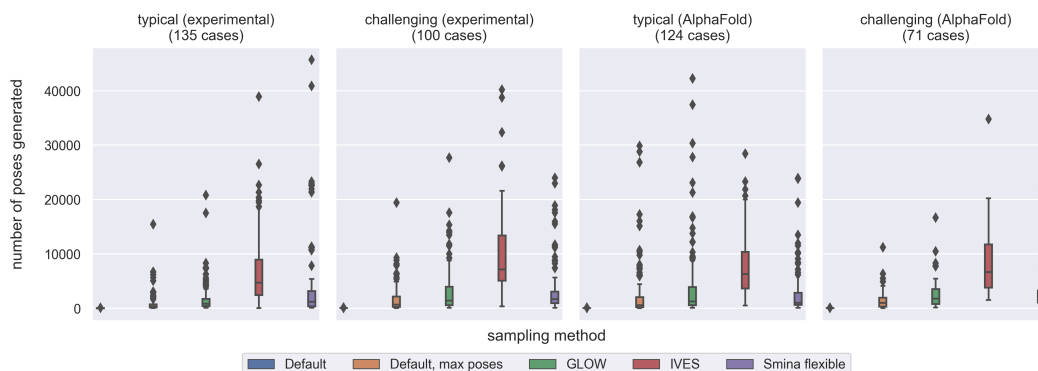 typical (experimental)
(135 cases)
challenging (experimental)
(100 cases)
typical (AlphaFold)
(124 cases)
challenging (AlphaFold)
(71 cases)
number of poses generated
40000
30000
20000
10000
0
sampling method
Default
Default, max poses
GLOW
IVES
Smina flexible